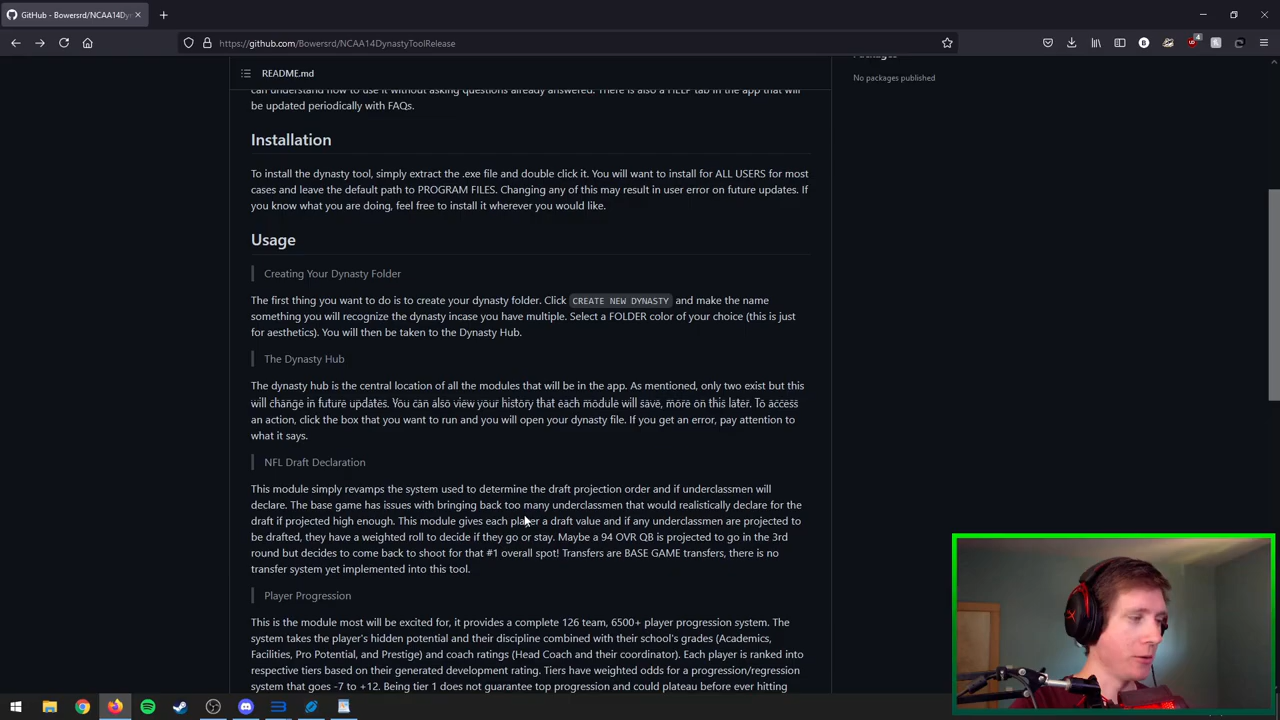 GitHub - Bowersrd/NCAA14Dy
https://github.com/Bowersrd/NCAA14DynastyToolRelease
4
README.md
Packages
No packages published
can understand how to use it without asking questions already answered. There is also a HELP tab in the app that will
be updated periodically with FAQs.
Installation
To install the dynasty tool, simply extract the .exe file and double click it. You will want to install for ALL USERS for most
cases and leave the default path to PROGRAM FILES. Changing any of this may result in user error on future updates. If
you know what you are doing, feel free to install it wherever you would like.
Usage
Creating Your Dynasty Folder
The first thing you want to do is to create your dynasty folder. Click CREATE NEW DYNASTY and make the name
something you will recognize the dynasty incase you have multiple. Select a FOLDER color of your choice (this is just
for aesthetics). You will then be taken to the Dynasty Hub.
The Dynasty Hub
The dynasty hub is the central location of all the modules that will be in the app. As mentioned, only two exist but this
will change in future updates. You can also view your history that each module will save, more on this later. To access
an action, click the box that you want to run and you will open your dynasty file. If you get an error, pay attention to
what it says.
NFL Draft Declaration
This module simply revamps the system used to determine the draft projection order and if underclassmen will
declare. The base game has issues with bringing back too many underclassmen that would realistically declare for the
draft if projected high enough. This module gives each player a draft value and if any underclassmen are projected to
be drafted, they have a weighted roll to decide if they go or stay. Maybe a 94 OVR QB is projected to go in the 3rd
round but decides to come back to shoot for that #1 overall spot! Transfers are BASE GAME transfers, there is no
transfer system yet implemented into this tool.
Player Progression
This is the module most will be excited for, it provides a complete 126 team, 6500+ player progression system. The
system takes the player's hidden potential and their discipline combined with their school's grades (Academics,
Facilities, Pro Potential, and Prestige) and coach ratings (Head Coach and their coordinator). Each player is ranked into
respective tiers based on their generated development rating. Tiers have weighted odds for a progression/regression
system that goes -7 to +12. Being tier 1 does not guarantee top progression and could plateau before ever hitting